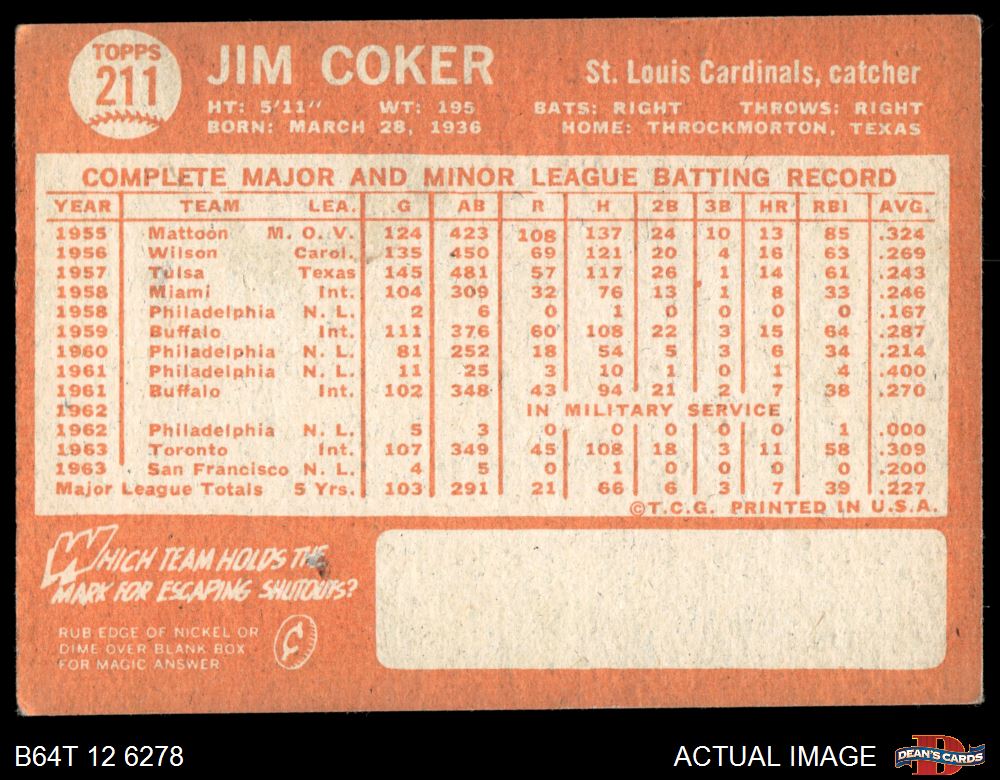 TOPPS
211
JIM COKER
St. Louis Cardinals, catcher
HT: 5'11" WT: 195 BATS: RIGHT THROWS: RIGHT
BORN: MARCH 28, 1936 HOME: THROCKMORTON, TEXAS
COMPLETE MAJOR AND MINOR LEAGUE BATTING RECORD
YEAR TEAM LEA. G AB R H 2B 3B HR RBI AVG.
1955 Mattoon M. O. V. 124 423 108 137 24 10 13 85 .324
1956 Wilson Carol. 135 450 69 121 20 4 16 63 .269
1957 Tulsa Texas 145 481 57 117 26 1 14 61 .243
1958 Miami Int. 104 309 32 76 13 1 8 33 .246
1958 Philadelphia N. L. 2 6 0 1 0 0 0 0 .167
1959 Buffalo Int. 111 376 60 108 22 3 15 64 .287
1960 Philadelphia N. L. 81 252 18 54 5 3 6 34 .214
1961 Philadelphia N. L. 11 25 3 10 1 0 1 4 .400
1961 Buffalo Int. 102 348 43 94 21 2 7 38 .270
1962 IN MILITARY SERVICE
1962 Philadelphia N. L. 5 3 0 0 0 0 0 1 .000
1963 Toronto Int. 107 349 45 108 18 3 11 58 .309
1963 San Francisco N. L. 4 5 0 1 0 0 0 0 .200
Major League Totals 5 Yrs. 103 291 21 66 6 3 7 39 .227
©T.C.G. PRINTED IN U.S.A.
WHICH TEAM HOLDS THE
MARK FOR ESCAPING SHUTOUTS?
RUB EDGE OF NICKEL OR
DIME OVER BLANK BOX
FOR MAGIC ANSWER
B64T 12 6278
ACTUAL IMAGE
D
DEAN'S CARDS